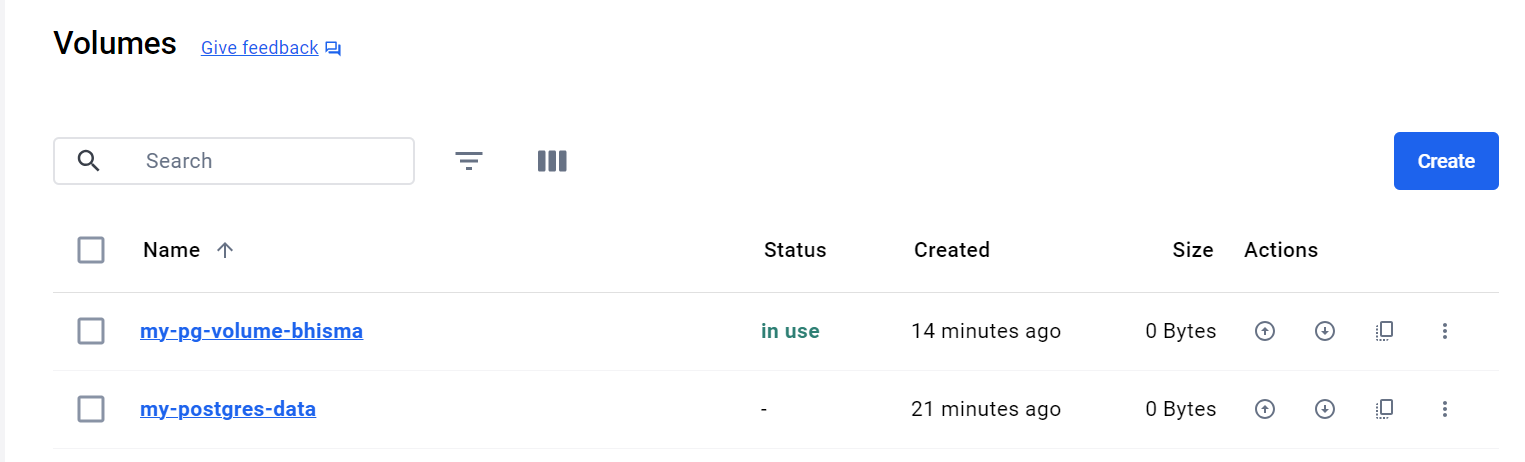 Volumes Give feedback
Search
Create
Name Status Created Size Actions
my-pg-volume-bhisma in use 14 minutes ago 0 Bytes
my-postgres-data - 21 minutes ago 0 Bytes